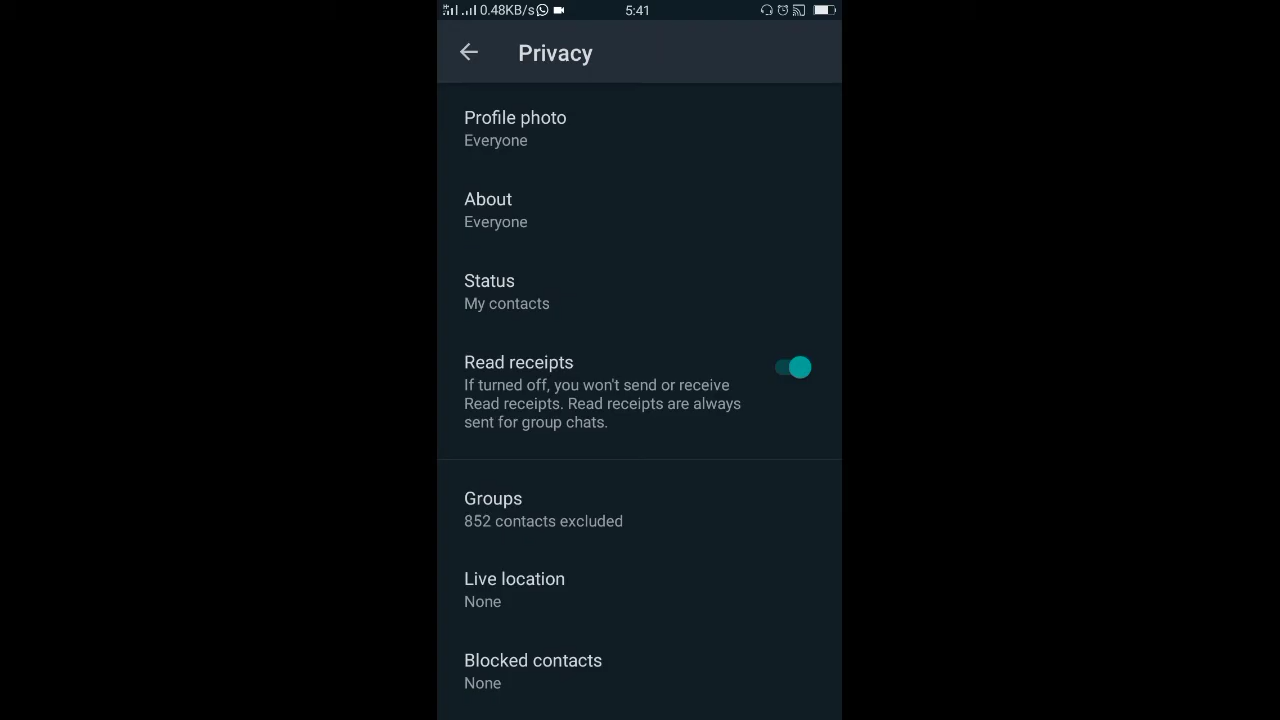 0.48KB/s
5:41
Privacy
Profile photo
Everyone
About
Everyone
Status
My contacts
Read receipts
If turned off, you won't send or receive
Read receipts. Read receipts are always
sent for group chats.
Groups
852 contacts excluded
Live location
None
Blocked contacts
None